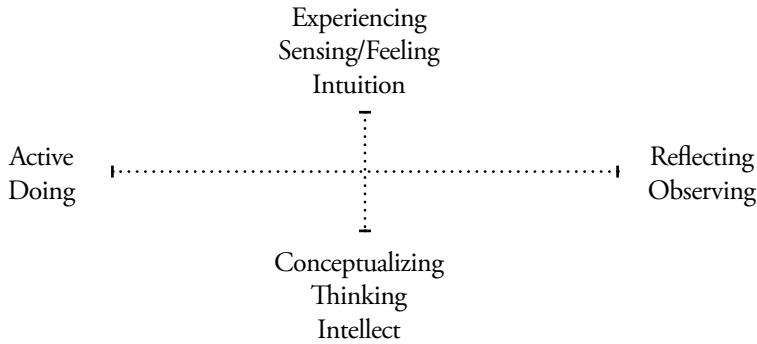 Experiencing
Sensing/Feeling
Intuition
Active
Doing
Reflecting
Observing
Conceptualizing
Thinking
Intellect